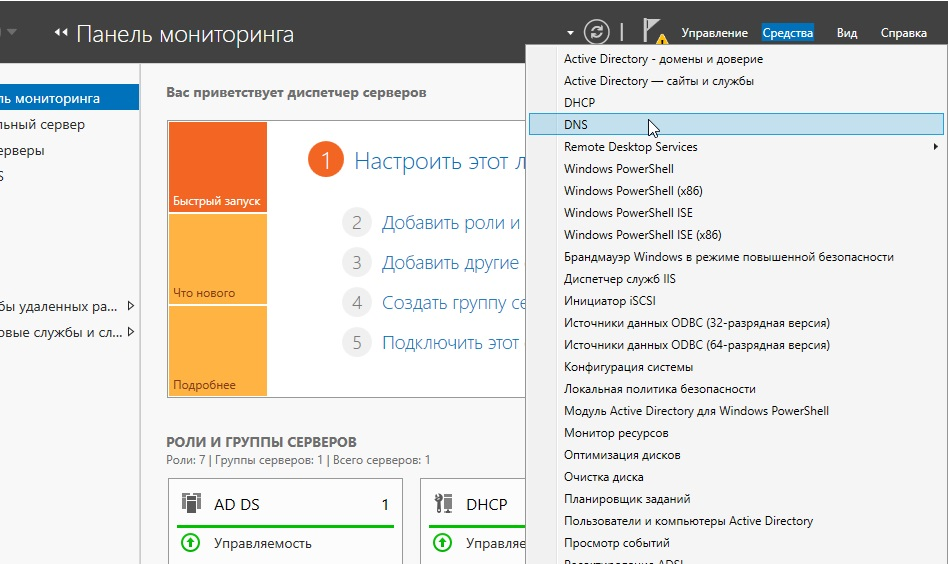 Панель мониторинга
Управление
Средства
Вид
Справка
ль мониторинга
льный сервер
ерверы
S
бы удаленных ра...
овые службы и сл...
Вас приветствует диспетчер серверов
Быстрый запуск
Что нового
Подробнее
1 Настроить этот л
2 Добавить роли и
3 Добавить другие
4 Создать группу се
5 Подключить этот
РОЛИ И ГРУППЫ СЕРВЕРОВ
Роли: 7 | Группы серверов: 1 | Всего серверов: 1
AD DS 1
Управляемость
DHCP
Управляе
Active Directory - домены и доверие
Active Directory — сайты и службы
DHCP
DNS
Remote Desktop Services
Windows PowerShell
Windows PowerShell (x86)
Windows PowerShell ISE
Windows PowerShell ISE (x86)
Брандмауэр Windows в режиме повышенной безопасности
Диспетчер служб IIS
Инициатор iSCSI
Источники данных ODBC (32-разрядная версия)
Источники данных ODBC (64-разрядная версия)
Конфигурация системы
Локальная политика безопасности
Модуль Active Directory для Windows PowerShell
Монитор ресурсов
Оптимизация дисков
Очистка диска
Планировщик заданий
Пользователи и компьютеры Active Directory
Просмотр событий
Редактирование ADSI